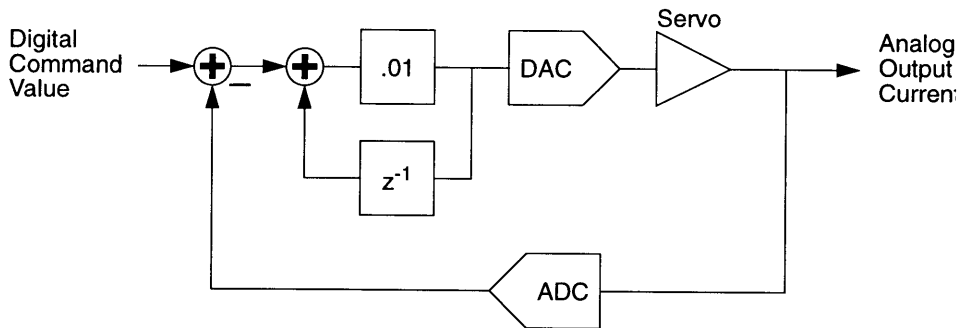 Digital
Command
Value
.01
DAC
Servo
Analog
Output
Current
z⁻¹
ADC